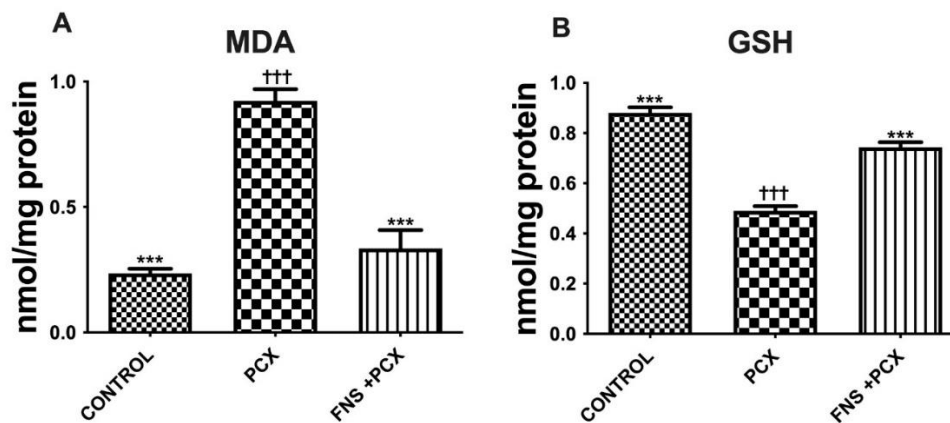 A
MDA
nmol/mg protein
1.0
0.5
0.0
***
†††
***
CONTROL
PCX
FNS +PCX
B
GSH
nmol/mg protein
1.0
0.8
0.6
0.4
0.2
0.0
***
†††
***
CONTROL
PCX
FNS +PCX